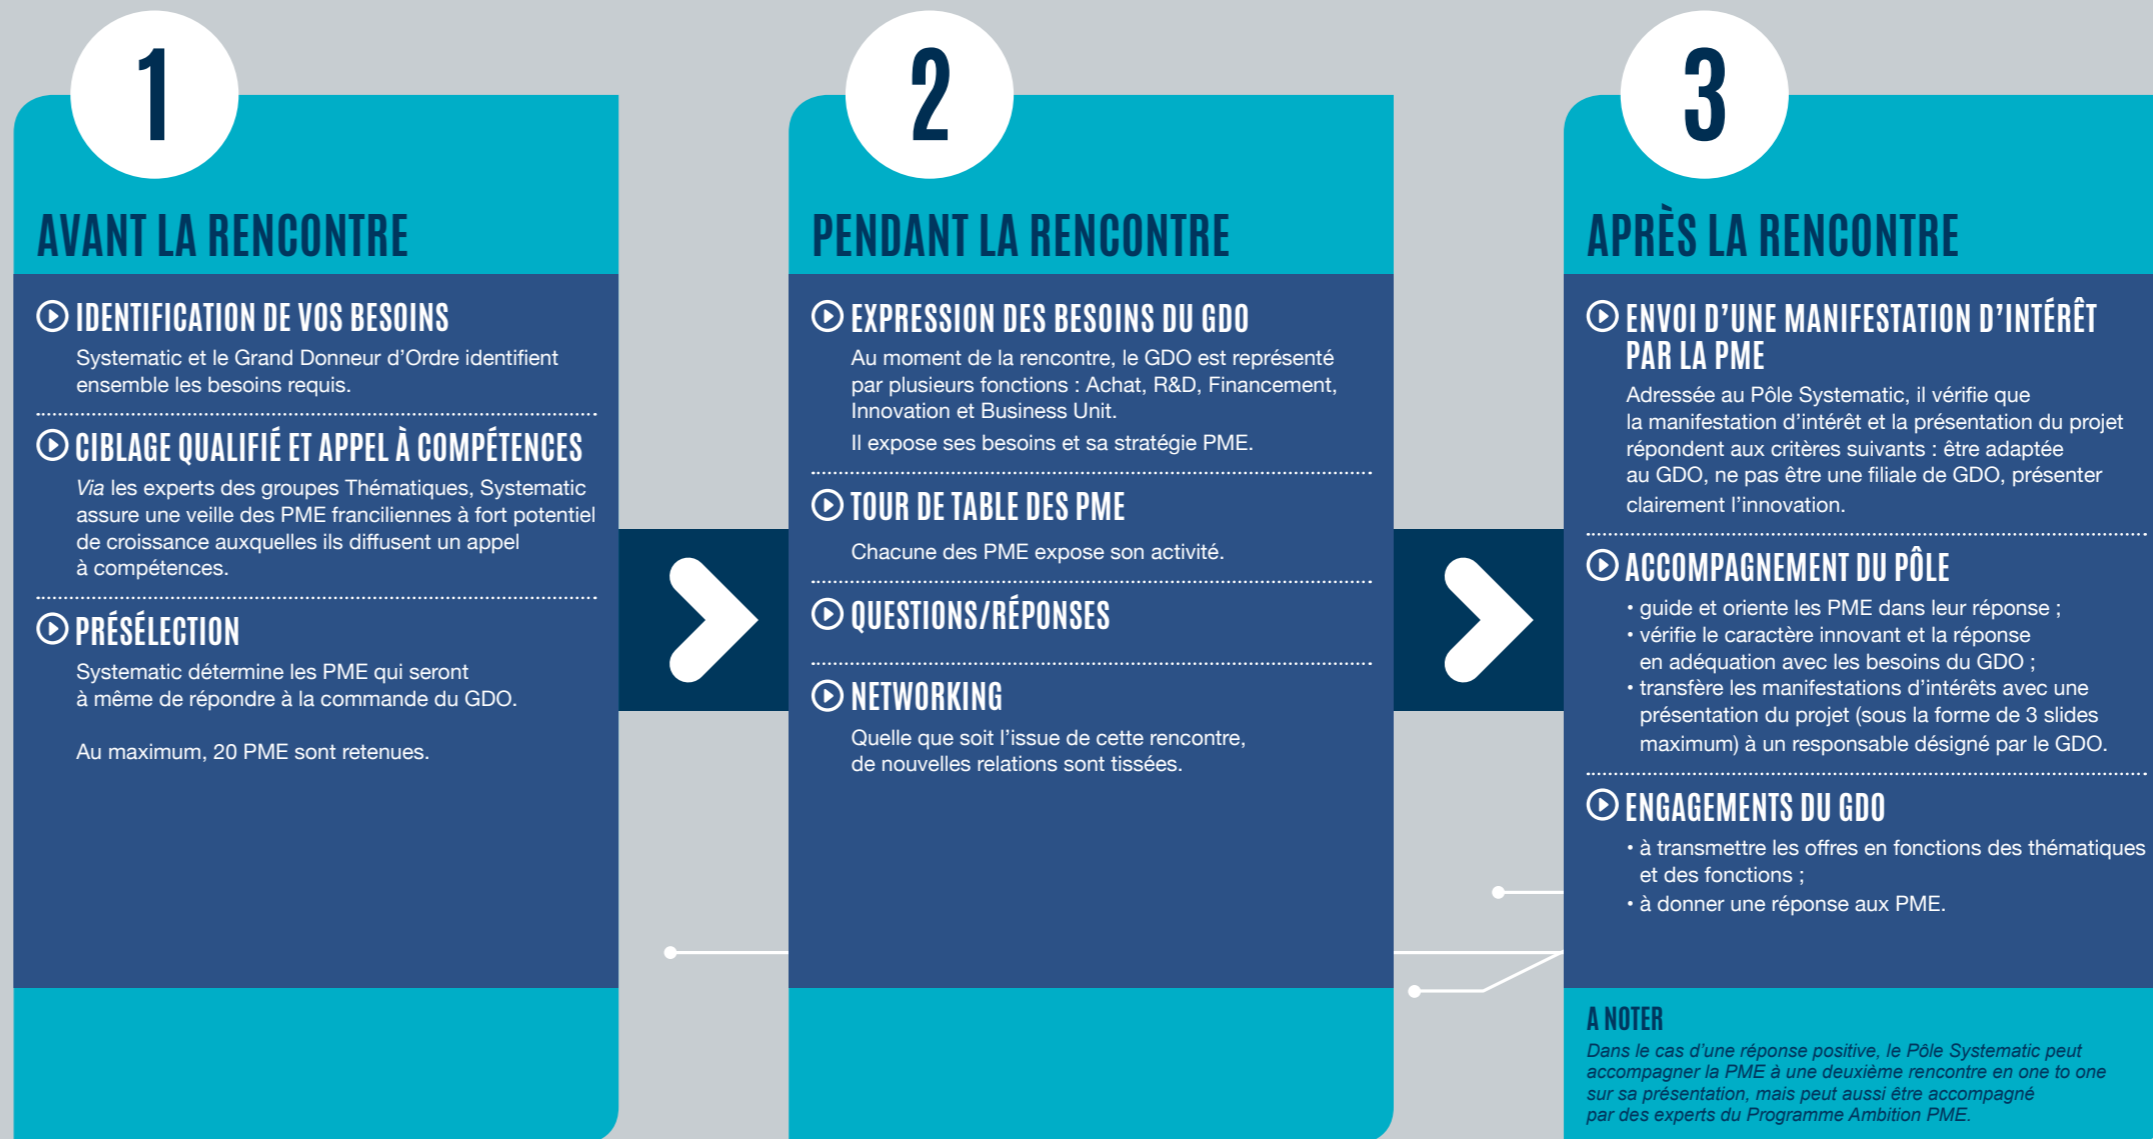 1
AVANT LA RENCONTRE
IDENTIFICATION DE VOS BESOINS
Systematic et le Grand Donneur d’Ordre identifient
ensemble les besoins requis.
CIBLAGE QUALIFIÉ ET APPEL À COMPÉTENCES
Via les experts des groupes Thématiques, Systematic
assure une veille des PME franciliennes à fort potentiel
de croissance auxquelles ils diffusent un appel
à compétences.
PRÉSÉLECTION
Systematic détermine les PME qui seront
à même de répondre à la commande du GDO.
Au maximum, 20 PME sont retenues.
2
PENDANT LA RENCONTRE
EXPRESSION DES BESOINS DU GDO
Au moment de la rencontre, le GDO est représenté
par plusieurs fonctions : Achat, R&D, Financement,
Innovation et Business Unit.
Il expose ses besoins et sa stratégie PME.
TOUR DE TABLE DES PME
Chacune des PME expose son activité.
QUESTIONS/RÉPONSES
NETWORKING
Quelle que soit l’issue de cette rencontre,
de nouvelles relations sont tissées.
3
APRÈS LA RENCONTRE
ENVOI D’UNE MANIFESTATION D’INTÉRÊT
PAR LA PME
Adressée au Pôle Systematic, il vérifie que
la manifestation d’intérêt et la présentation du projet
répondent aux critères suivants : être adaptée
au GDO, ne pas être une filiale de GDO, présenter
clairement l’innovation.
ACCOMPAGNEMENT DU PÔLE
• guide et oriente les PME dans leur réponse ;
• vérifie le caractère innovant et la réponse
en adéquation avec les besoins du GDO ;
• transfère les manifestations d’intérêts avec une
présentation du projet (sous la forme de 3 slides
maximum) à un responsable désigné par le GDO.
ENGAGEMENTS DU GDO
• à transmettre les offres en fonctions des thématiques
et des fonctions ;
• à donner une réponse aux PME.
A NOTER
Dans le cas d’une réponse positive, le Pôle Systematic peut
accompagner la PME à une deuxième rencontre en one to one
sur sa présentation, mais peut aussi être accompagné
par des experts du Programme Ambition PME.